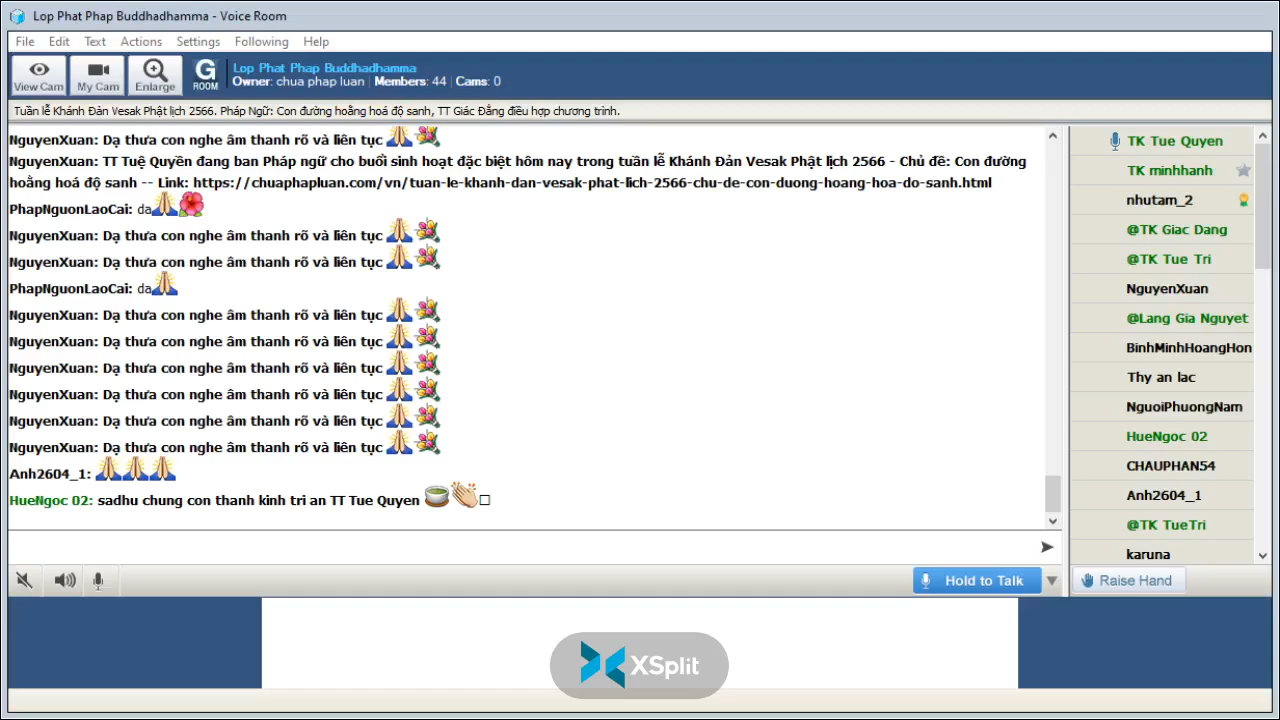 Lop Phat Phap Buddhadhamma - Voice Room
File Edit Text Actions Settings Following Help
View Cam My Cam Enlarge G ROOM
Lop Phat Phap Buddhadhamma
Owner: chua phap luan | Members: 44 | Cams: 0
Tuần lễ Khánh Đản Vesak Phật lịch 2566. Pháp Ngữ: Con đường hoằng hoá độ sanh, TT Giác Đẳng điều hợp chương trình.
NguyenXuan: Dạ thưa con nghe âm thanh rõ và liên tục
NguyenXuan: TT Tuệ Quyền đang ban Pháp ngữ cho buổi sinh hoạt đặc biệt hôm nay trong tuần lễ Khánh Đản Vesak Phật lịch 2566 - Chủ đề: Con đường
hoằng hoá độ sanh -- Link: https://chuaphapluan.com/vn/tuan-le-khanh-dan-vesak-phat-lich-2566-chu-de-con-duong-hoang-hoa-do-sanh.html
PhapNguonLaoCai: da
NguyenXuan: Dạ thưa con nghe âm thanh rõ và liên tục
NguyenXuan: Dạ thưa con nghe âm thanh rõ và liên tục
PhapNguonLaoCai: da
NguyenXuan: Dạ thưa con nghe âm thanh rõ và liên tục
NguyenXuan: Dạ thưa con nghe âm thanh rõ và liên tục
NguyenXuan: Dạ thưa con nghe âm thanh rõ và liên tục
NguyenXuan: Dạ thưa con nghe âm thanh rõ và liên tục
NguyenXuan: Dạ thưa con nghe âm thanh rõ và liên tục
NguyenXuan: Dạ thưa con nghe âm thanh rõ và liên tục
Anh2604_1:
HueNgoc 02: sadhu chung con thanh kinh tri an TT Tue Quyen
TK Tue Quyen
TK minhhanh
nhutam_2
@TK Giac Dang
@TK Tue Tri
NguyenXuan
@Lang Gia Nguyet
BinhMinhHoangHon
Thy an lac
NguoiPhuongNam
HueNgoc 02
CHAUPHAN54
Anh2604_1
@TK TueTri
karuna
Hold to Talk
Raise Hand
XSplit